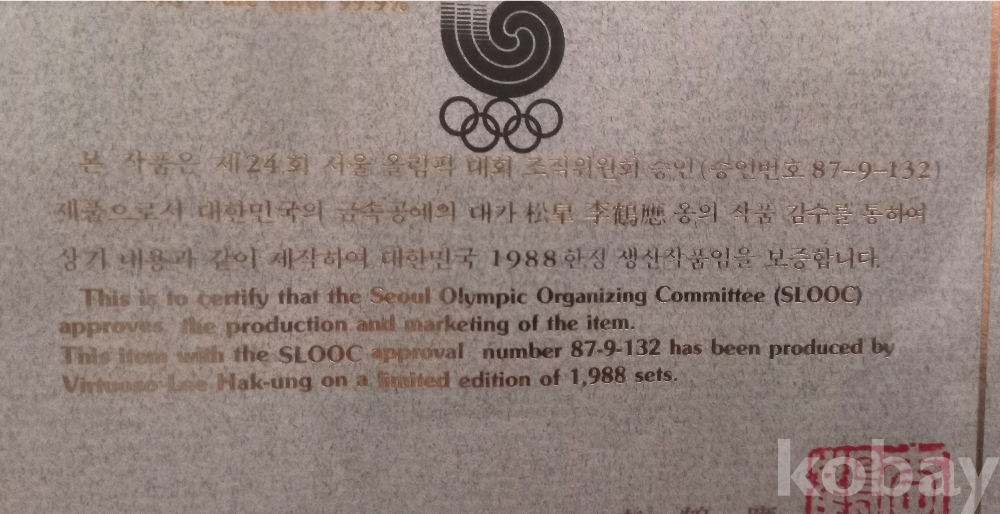 99.9%
본 작품은 제24회 서울 올림픽 대회 조직위원회 승인(승인번호 87-9-132)
제품으로서 대한민국의 금속공예의 대가 松星 李鶴應 옹의 작품 감수를 통하여
상기 내용과 같이 제작하여 대한민국 1988한정 생산작품임을 보증합니다.
This is to certify that the Seoul Olympic Organizing Committee (SLOOC)
approves the production and marketing of the item.
This item with the SLOOC approval number 87-9-132 has been produced by
Virtuoso Lee Hak-ung on a limited edition of 1,988 sets.
kobay